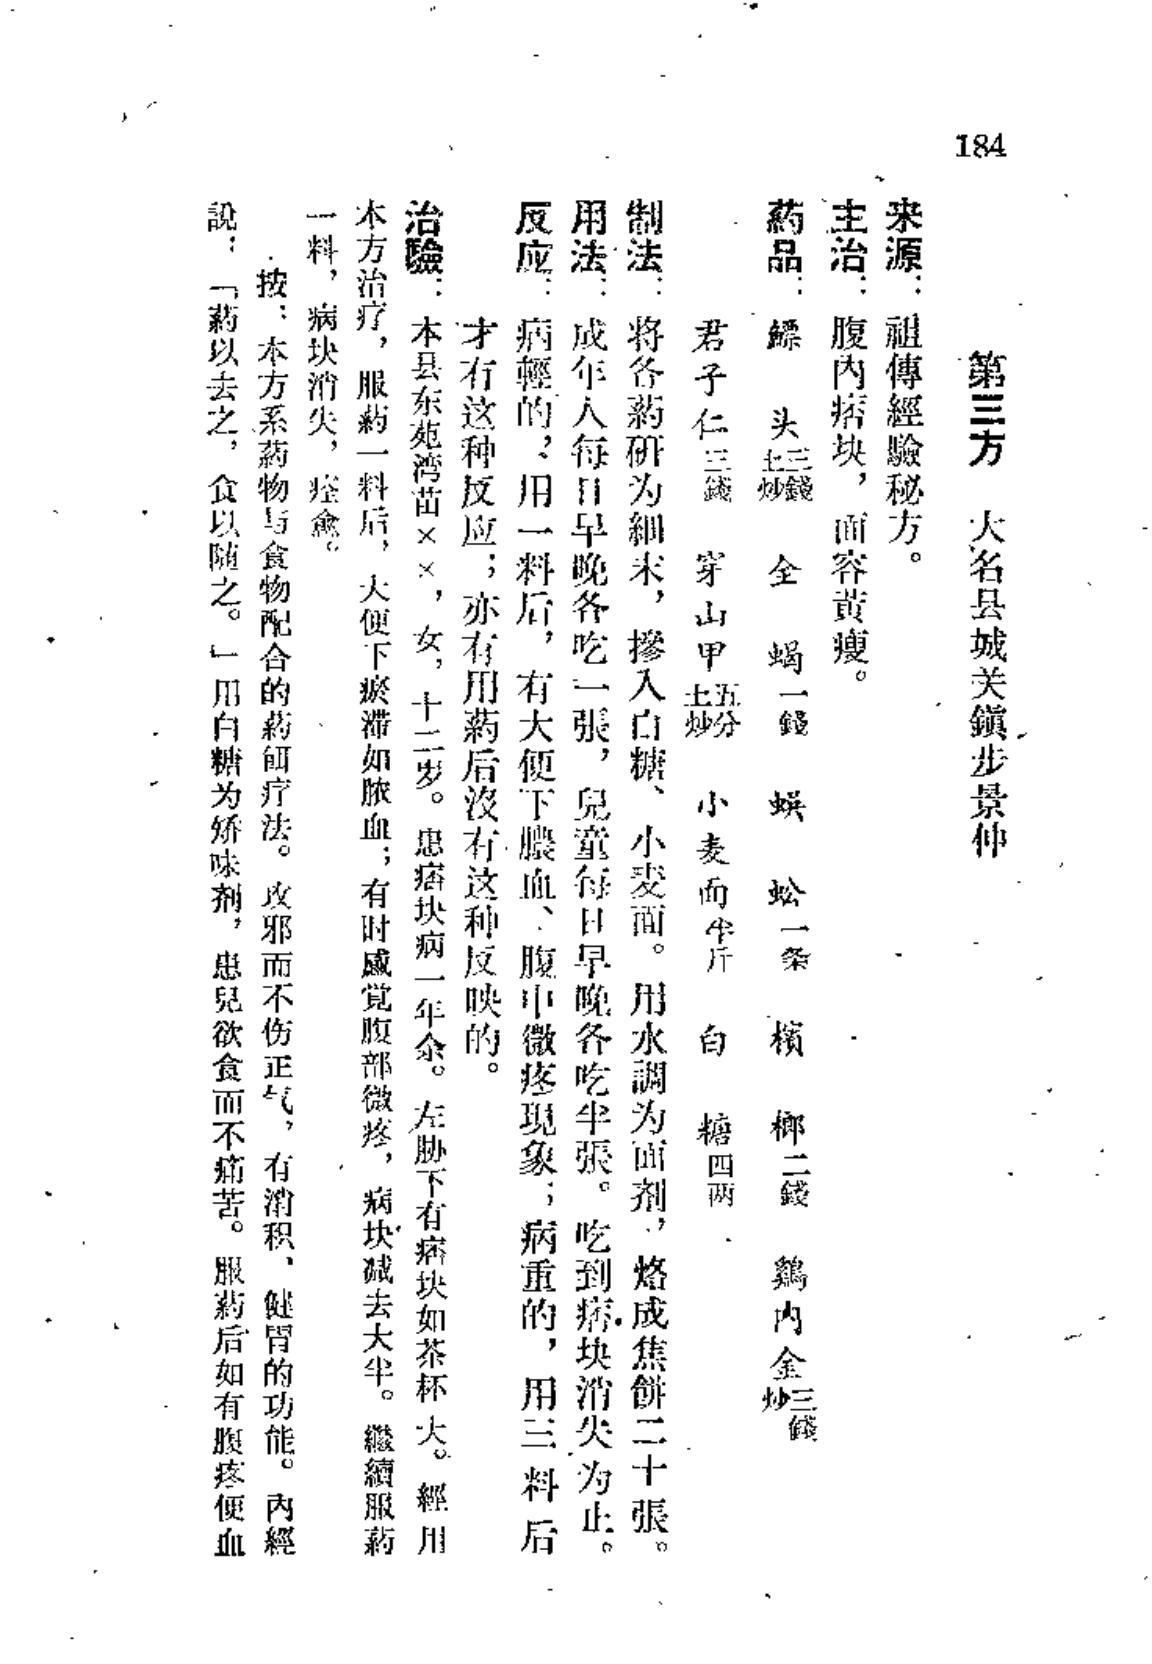 184
第三方　大名县城关鎭步景仲
来源：祖傳經驗秘方。
主治：腹內痞块，面容黄瘦。
药品：鰾头三錢土炒　全蝎一錢　蜈蚣一条　檳榔二錢　鷄內金三錢炒
君子仁三錢　穿山甲五分土炒　小麦面半斤　白糖四两
制法：将各药硏为細末，摻入白糖、小麦面。用水調为面剂，烙成焦餅二十張。
用法：成年人每日早晚各吃一張，兒童每日早晚各吃半張。吃到痞块消失为止。
反应：病輕的，用一料后，有大便下膿血、腹中微疼現象；病重的，用三料后
才有这种反应；亦有用药后沒有这种反映的。
治驗：本县东苑湾苗××，女，十二岁。患痞块病一年余。左胁下有痞块如茶杯大。經用
本方治疗，服药一料后，大便下瘀滞如脓血；有时感觉腹部微疼，病块减去大半。繼續服药
一料，病块消失，痊愈。
按：本方系药物与食物配合的药餌疗法。攻邪而不伤正气，有消积、健胃的功能。內經
說：「药以去之，食以随之。」用白糖为矫味剂，患兒欲食而不痛苦。服药后如有腹疼便血